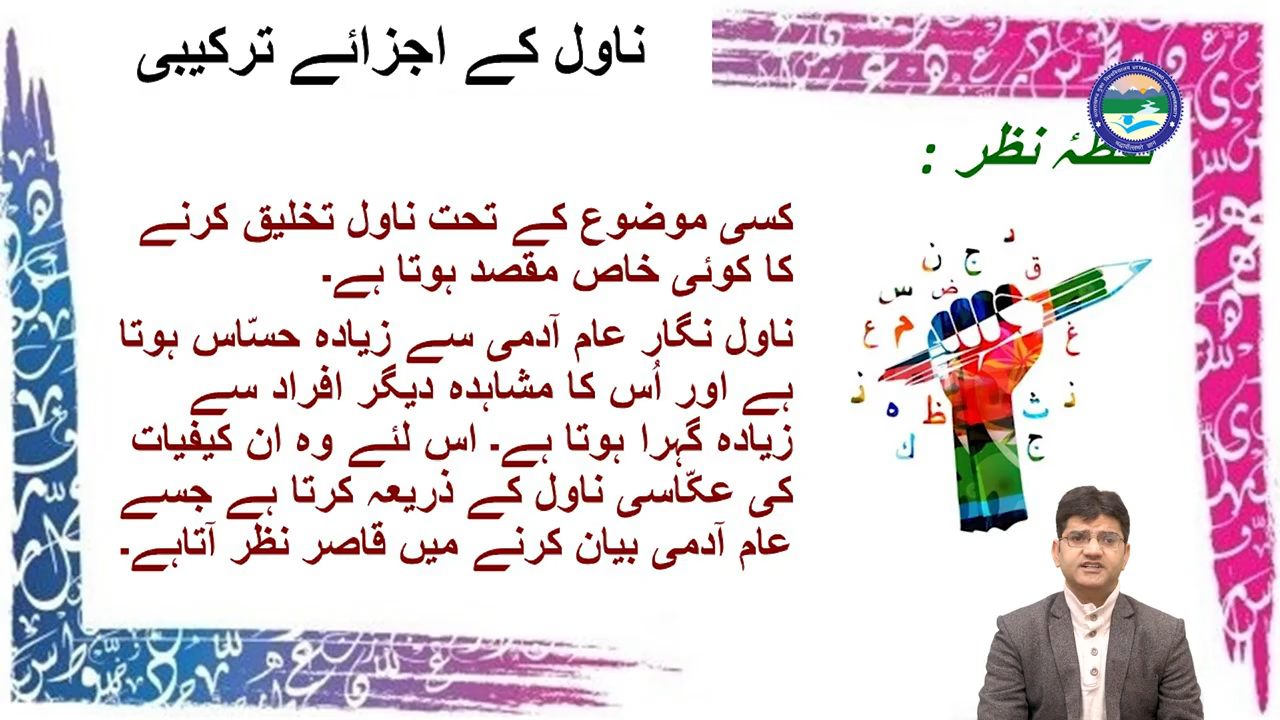 ناول کے اجزائے ترکیبی
نظر :
کسی موضوع کے تحت ناول تخلیق کرنے
کا کوئی خاص مقصد ہوتا ہے۔
ناول نگار عام آدمی سے زیادہ حسّاس ہوتا
ہے اور اُس کا مشاہدہ دیگر افراد سے
زیادہ گہرا ہوتا ہے۔ اس لئے وہ ان کیفیات
کی عکّاسی ناول کے ذریعہ کرتا ہے جسے
عام آدمی بیان کرنے میں قاصر نظر آتاہے۔